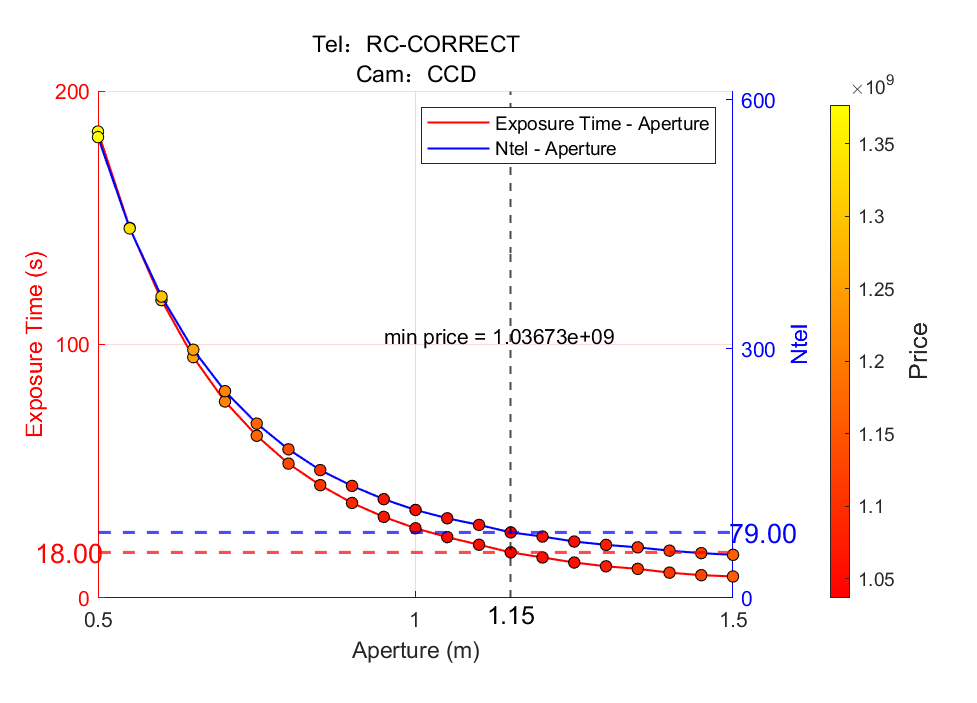 Tel：RC-CORRECT
Cam：CCD
×10⁹
200
600
Exposure Time - Aperture
Ntel - Aperture
1.35
1.3
1.25
Exposure Time (s)
min price = 1.03673e+09
100
300
Ntel
Price
1.2
1.15
1.1
1.05
79.00
18.00
0
0
0.5
1
1.15
1.5
Aperture (m)